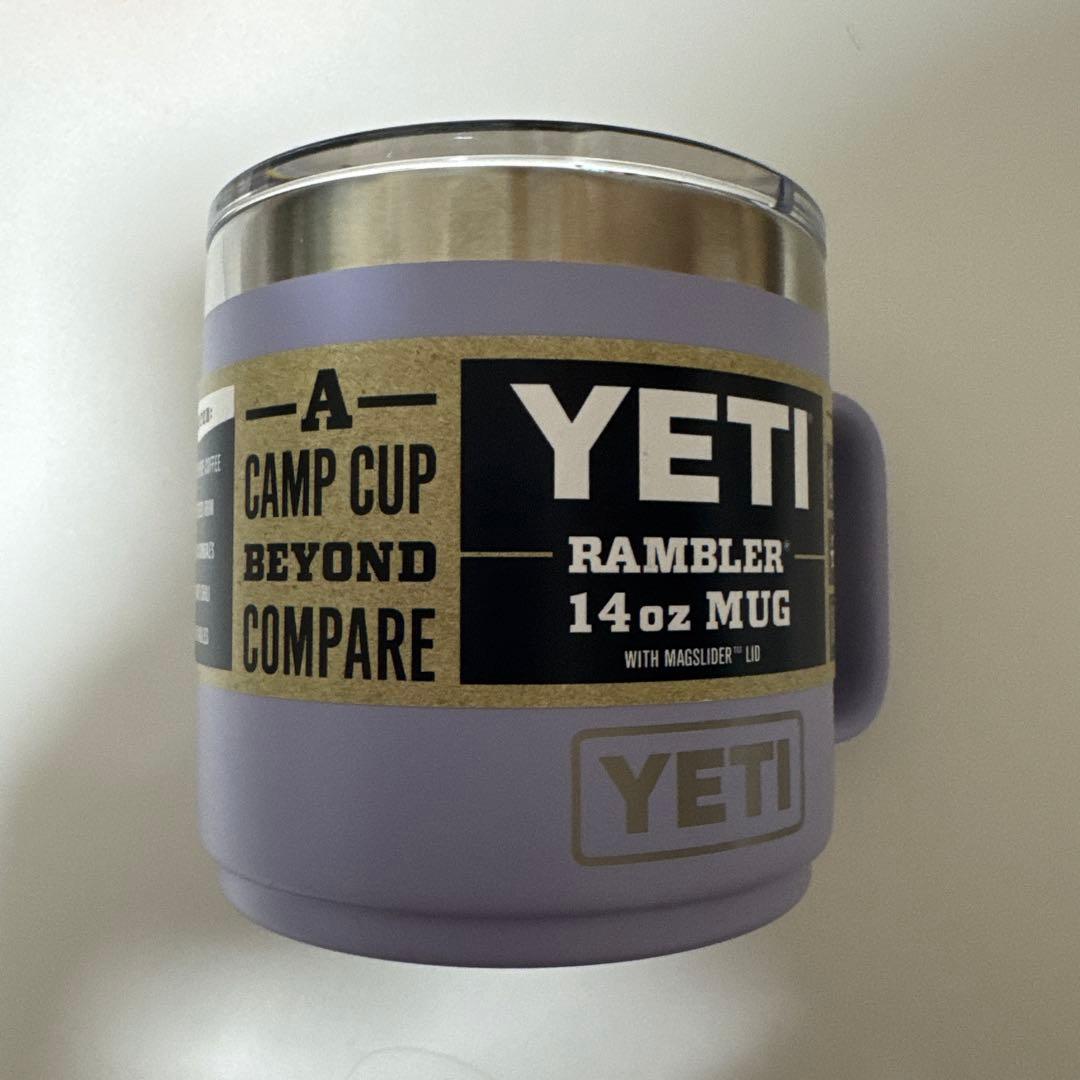 A
CAMP CUP
BEYOND
COMPARE
YETI
RAMBLER®
14 oz MUG
WITH MAGSLIDER™ LID
YETI